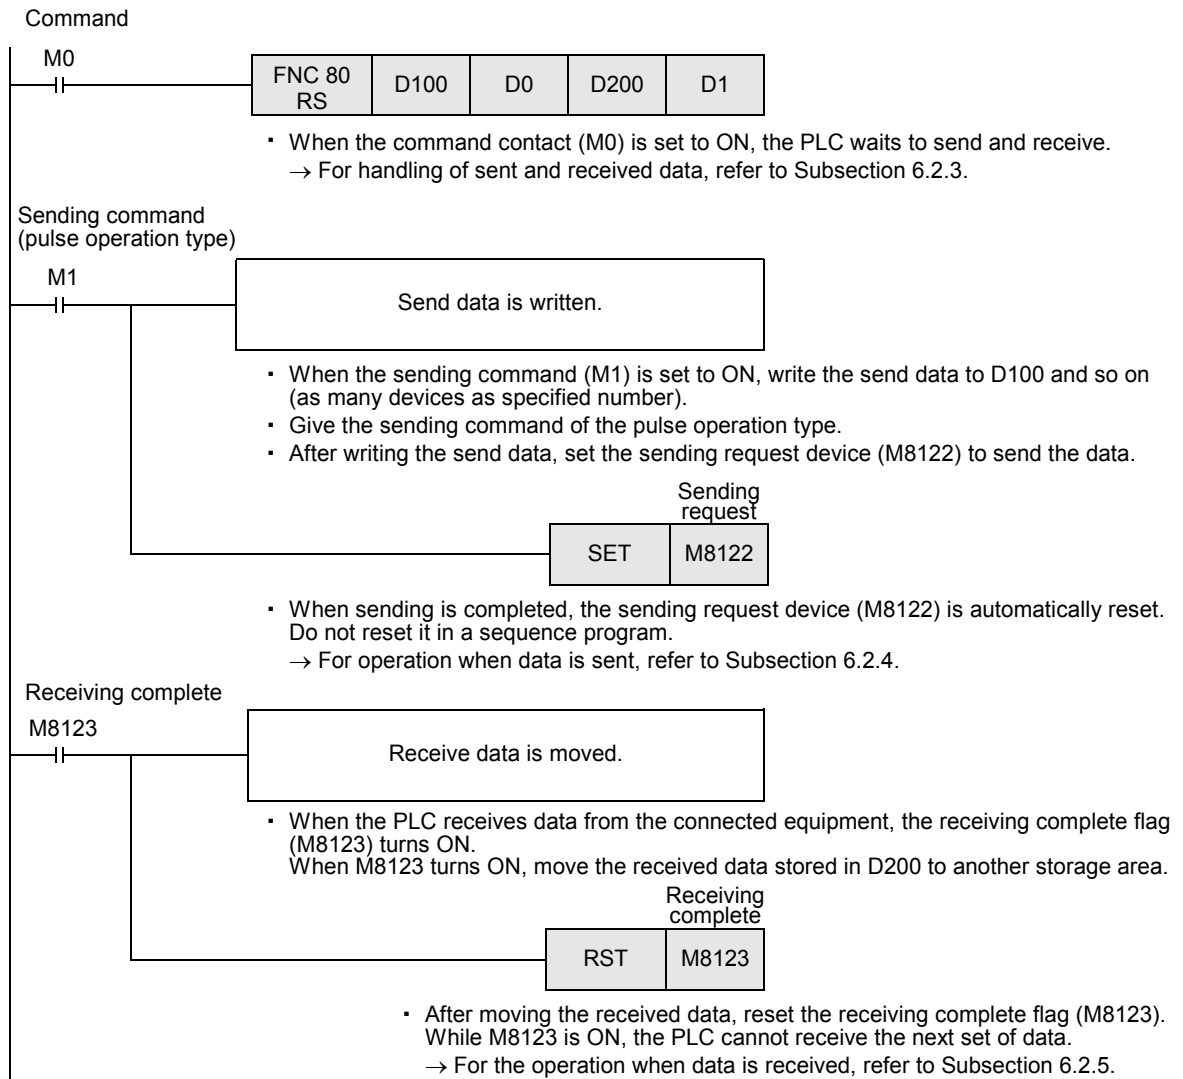 Command
M0
FNC 80
RS
D100
D0
D200
D1
▪ When the command contact (M0) is set to ON, the PLC waits to send and receive.
→ For handling of sent and received data, refer to Subsection 6.2.3.
Sending command
(pulse operation type)
M1
Send data is written.
▪ When the sending command (M1) is set to ON, write the send data to D100 and so on
(as many devices as specified number).
▪ Give the sending command of the pulse operation type.
▪ After writing the send data, set the sending request device (M8122) to send the data.
Sending
request
SET
M8122
▪ When sending is completed, the sending request device (M8122) is automatically reset.
Do not reset it in a sequence program.
→ For operation when data is sent, refer to Subsection 6.2.4.
Receiving complete
M8123
Receive data is moved.
▪ When the PLC receives data from the connected equipment, the receiving complete flag
(M8123) turns ON.
When M8123 turns ON, move the received data stored in D200 to another storage area.
Receiving
complete
RST
M8123
▪ After moving the received data, reset the receiving complete flag (M8123).
While M8123 is ON, the PLC cannot receive the next set of data.
→ For the operation when data is received, refer to Subsection 6.2.5.